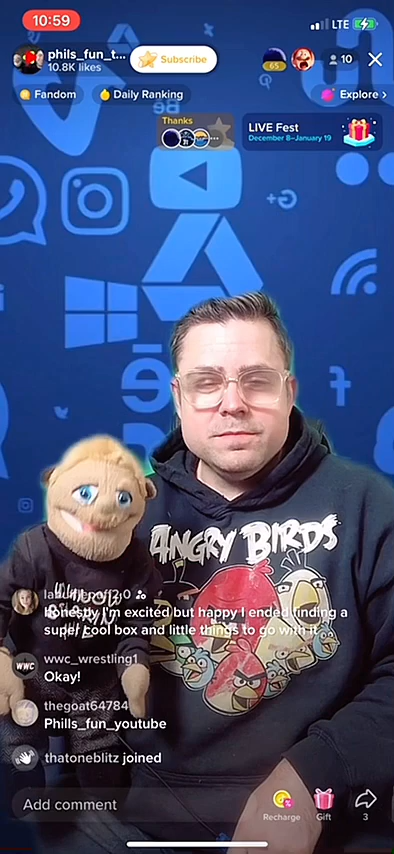 10:59
LTE
phils_fun_t...
10.8K likes
Subscribe
65
10
Fandom
Daily Ranking
Explore >
Thanks
LIVE Fest
December 8-January 19
G+
ANGRY BIRDS
Honestly I'm excited but happy I ended finding a
super cool box and little things to go with it
wwc_wrestling1
WWC
Okay!
thegoat64784
Phills_fun_youtube
thatoneblitz joined
Add comment
Recharge
Gift
3